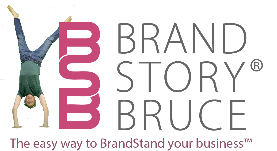 BSB
BRAND
STORY®
BRUCE
The easy way to BrandStand your business™